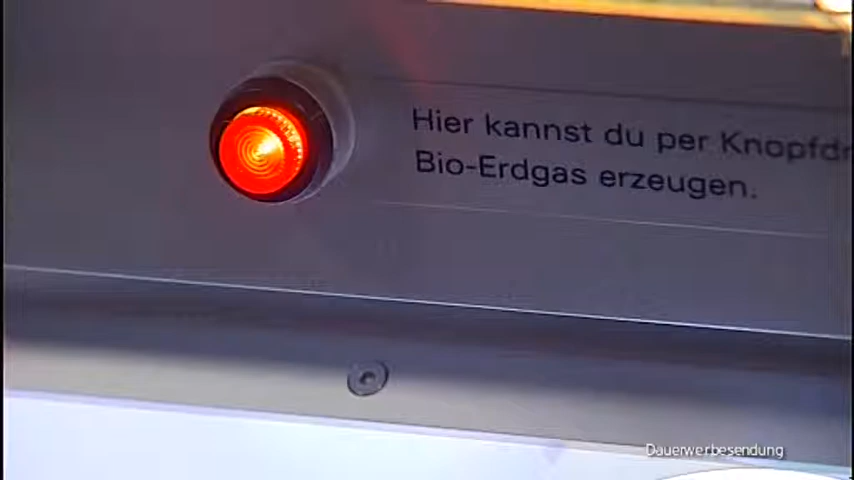 Hier kannst du per Knopfdr
Bio-Erdgas erzeugen.
Dauerwerbesendung